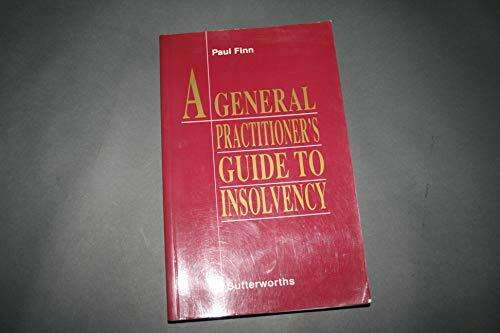 Paul Finn
A GENERAL
PRACTITIONER'S
GUIDE TO
INSOLVENCY
Butterworths